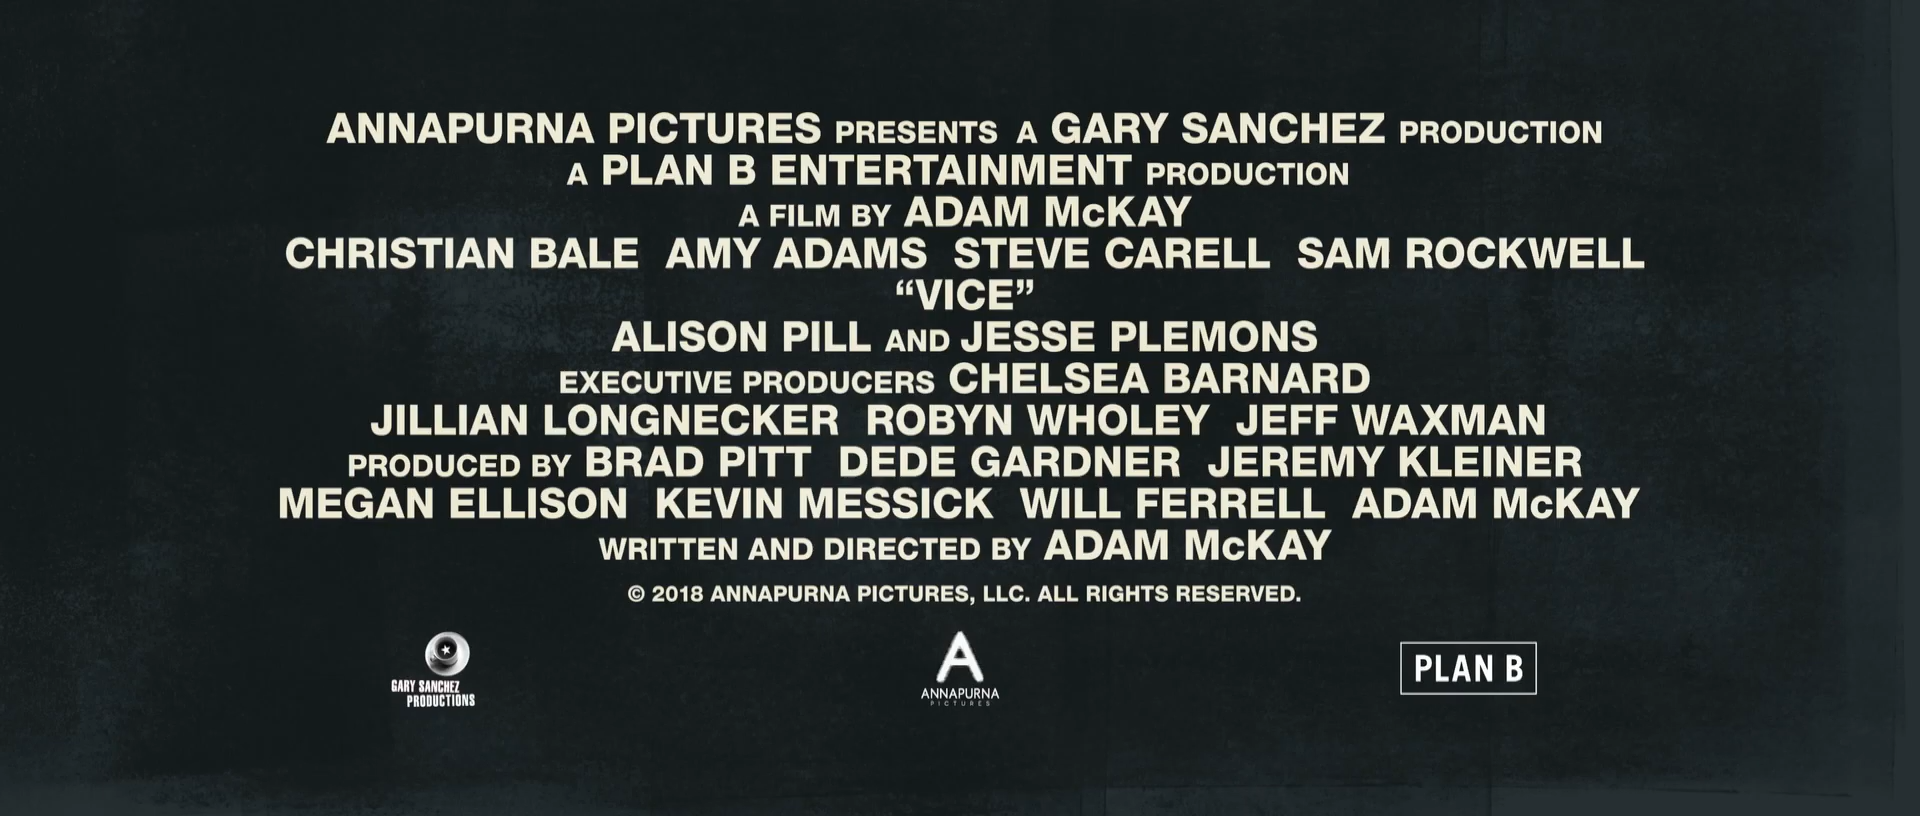 ANNAPURNA PICTURES PRESENTS A GARY SANCHEZ PRODUCTION
A PLAN B ENTERTAINMENT PRODUCTION
A FILM BY ADAM McKAY
CHRISTIAN BALE AMY ADAMS STEVE CARELL SAM ROCKWELL
“VICE”
ALISON PILL AND JESSE PLEMONS
EXECUTIVE PRODUCERS CHELSEA BARNARD
JILLIAN LONGNECKER ROBYN WHOLEY JEFF WAXMAN
PRODUCED BY BRAD PITT DEDE GARDNER JEREMY KLEINER
MEGAN ELLISON KEVIN MESSICK WILL FERRELL ADAM McKAY
WRITTEN AND DIRECTED BY ADAM McKAY
© 2018 ANNAPURNA PICTURES, LLC. ALL RIGHTS RESERVED.
GARY SANCHEZ
PRODUCTIONS
A
ANNAPURNA
PICTURES
PLAN B